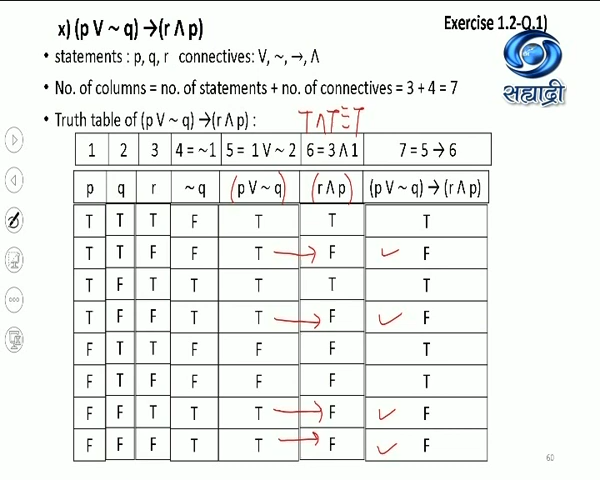 x) (p V ~ q) →(r Λ p)
Exercise 1.2-Q.1)
सह्याद्री
• statements : p, q, r connectives: V, ~, →, Λ
• No. of columns = no. of statements + no. of connectives = 3 + 4 = 7
• Truth table of (p V ~ q) →(r Λ p) :
T Λ T ≡ T
1 2 3 4 = ~1 5 = 1 V ~ 2 6 = 3 Λ 1 7 = 5 → 6
p q r ~ q (p V ~ q) (r Λ p) (p V ~ q) → (r Λ p)
T T T F T T T
T T F F T → F ✓ F
T F T T T T T
T F F T T → F ✓ F
F T T F F F T
F T F F F F T
F F T T T → F ✓ F
F F F T T → F ✓ F
60